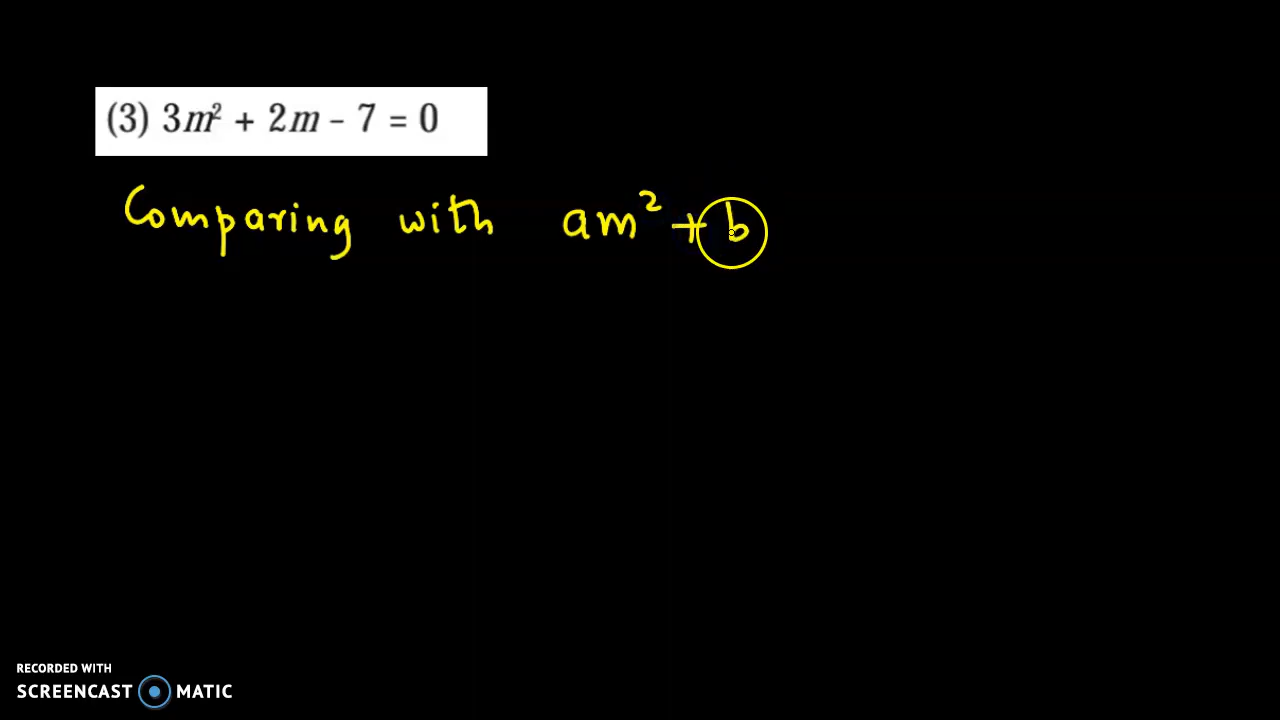 (3) 3m² + 2m - 7 = 0
Comparing with am² + b
RECORDED WITH
SCREENCAST MATIC